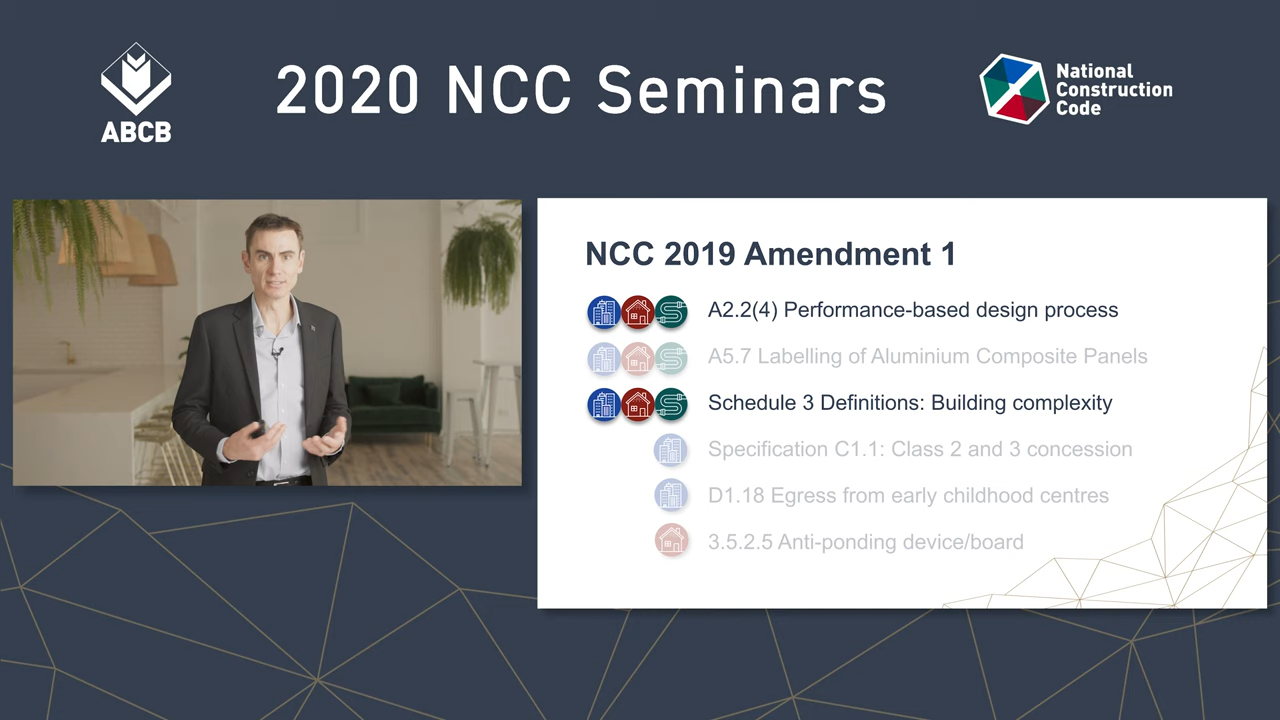 ABCB
2020 NCC Seminars
National
Construction
Code
NCC 2019 Amendment 1
A2.2(4) Performance-based design process
A5.7 Labelling of Aluminium Composite Panels
Schedule 3 Definitions: Building complexity
Specification C1.1: Class 2 and 3 concession
D1.18 Egress from early childhood centres
3.5.2.5 Anti-ponding device/board